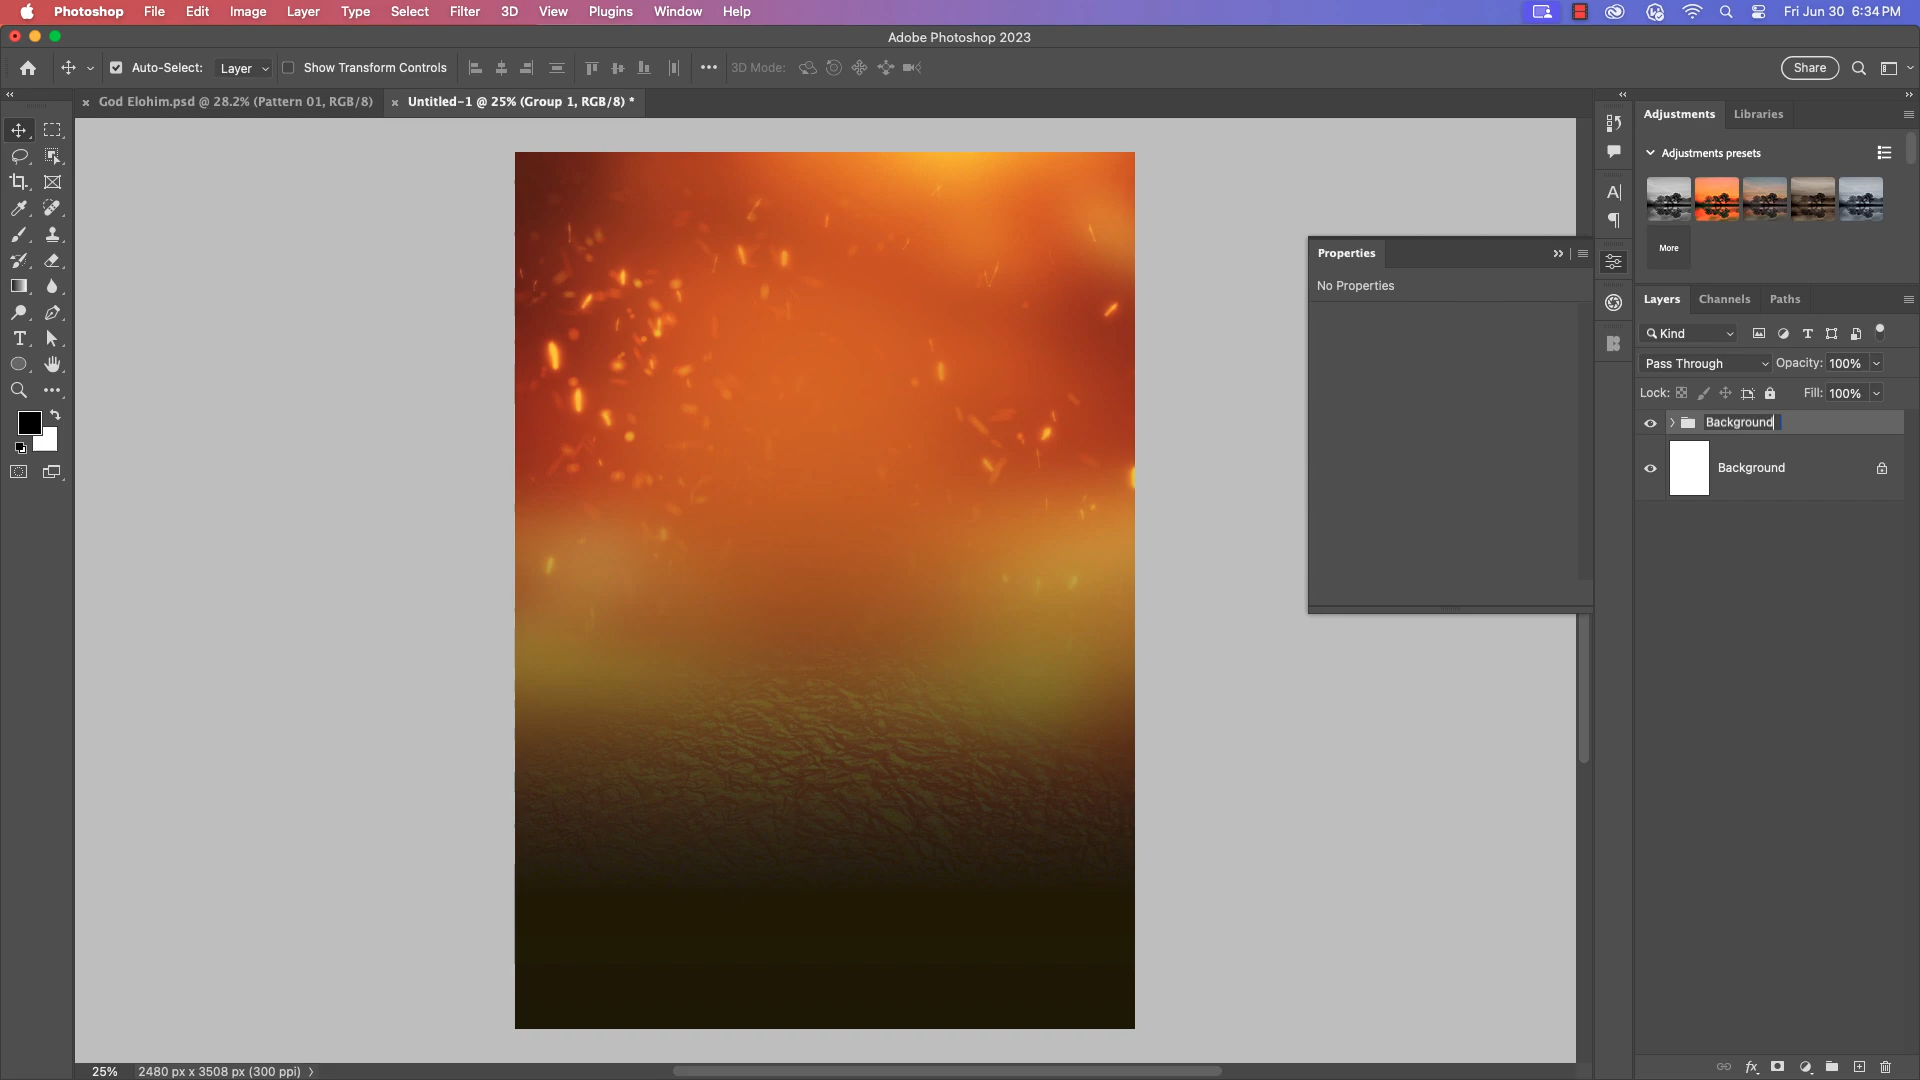 Photoshop File Edit Image Layer Type Select Filter 3D View Plugins Window Help Fri Jun 30 6:34 PM
Adobe Photoshop 2023
Auto-Select: Layer Show Transform Controls 3D Mode: Share
God Elohim.psd @ 28.2% (Pattern 01, RGB/8) Untitled-1 @ 25% (Group 1, RGB/8) *
Adjustments Libraries
Adjustments presets
More
Properties
No Properties
Layers Channels Paths
Kind
Pass Through Opacity: 100%
Lock: Fill: 100%
Background
Background
25% 2480 px x 3508 px (300 ppi)